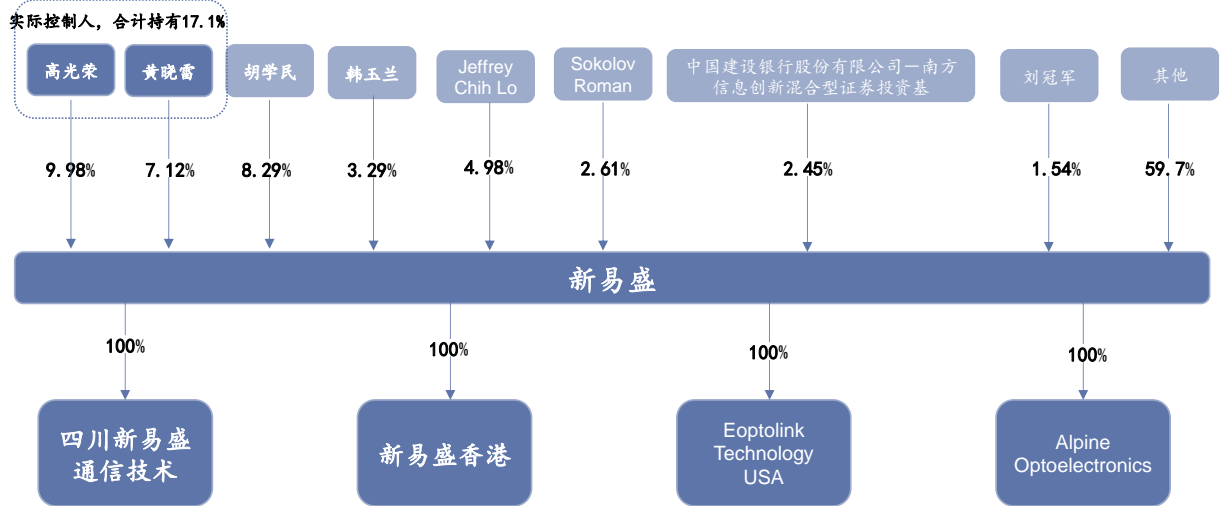 实际控制人，合计持有17.1%
高光荣
黄晓雷
胡学民
韩玉兰
Jeffrey
Chih Lo
Sokolov
Roman
中国建设银行股份有限公司－南方
信息创新混合型证券投资基
刘冠军
其他
9.98%
7.12%
8.29%
3.29%
4.98%
2.61%
2.45%
1.54%
59.7%
新易盛
100%
100%
100%
100%
四川新易盛
通信技术
新易盛香港
Eoptolink
Technology
USA
Alpine
Optoelectronics